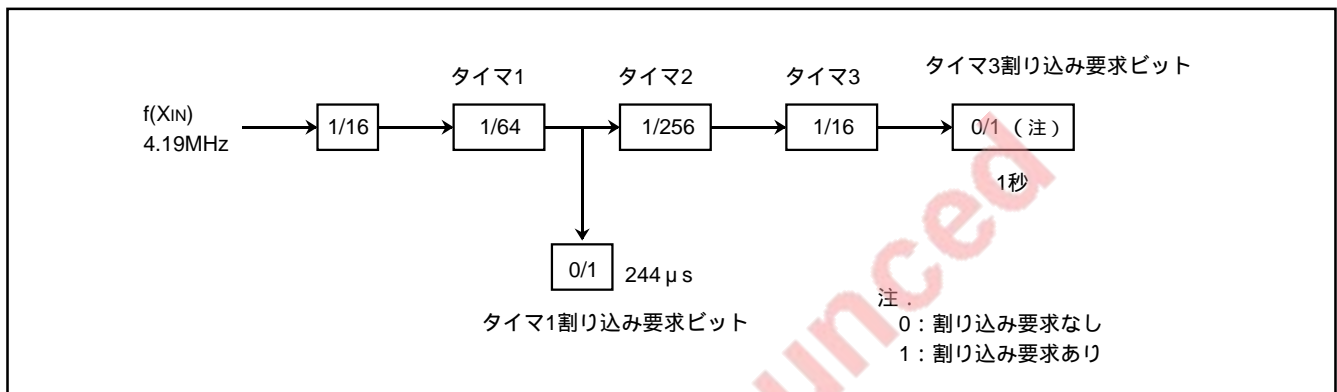 タイマ1
タイマ2
タイマ3
タイマ3割り込み要求ビット
f(XIN)
4.19MHz
1/16
1/64
1/256
1/16
0/1（注）
1秒
0/1
244μs
タイマ1割り込み要求ビット
注.
0：割り込み要求なし
1：割り込み要求あり
unced